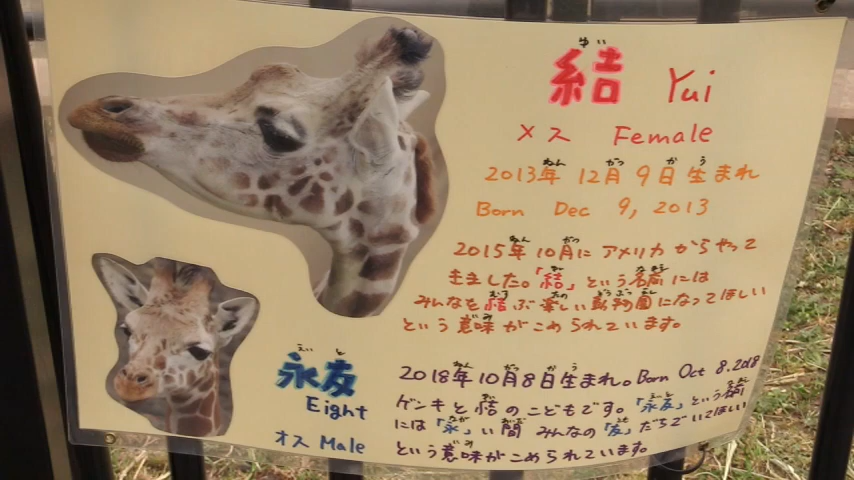 結 Yui
メス Female
2013年 12月 9日 生まれ
Born Dec 9, 2013
2015年 10月に アメリカ からやって
きました。「結」という名前には
みんなを結ぶ楽しい動物園になってほしい
という意味がこめられています。
永友
Eight
オス Male
2018年10月8日生まれ。Born Oct 8.2018
ゲンキと結のこどもです。「永友」という名前
には「永」い間 みんなの「友」だちでいてほしい
という意味がこめられています。